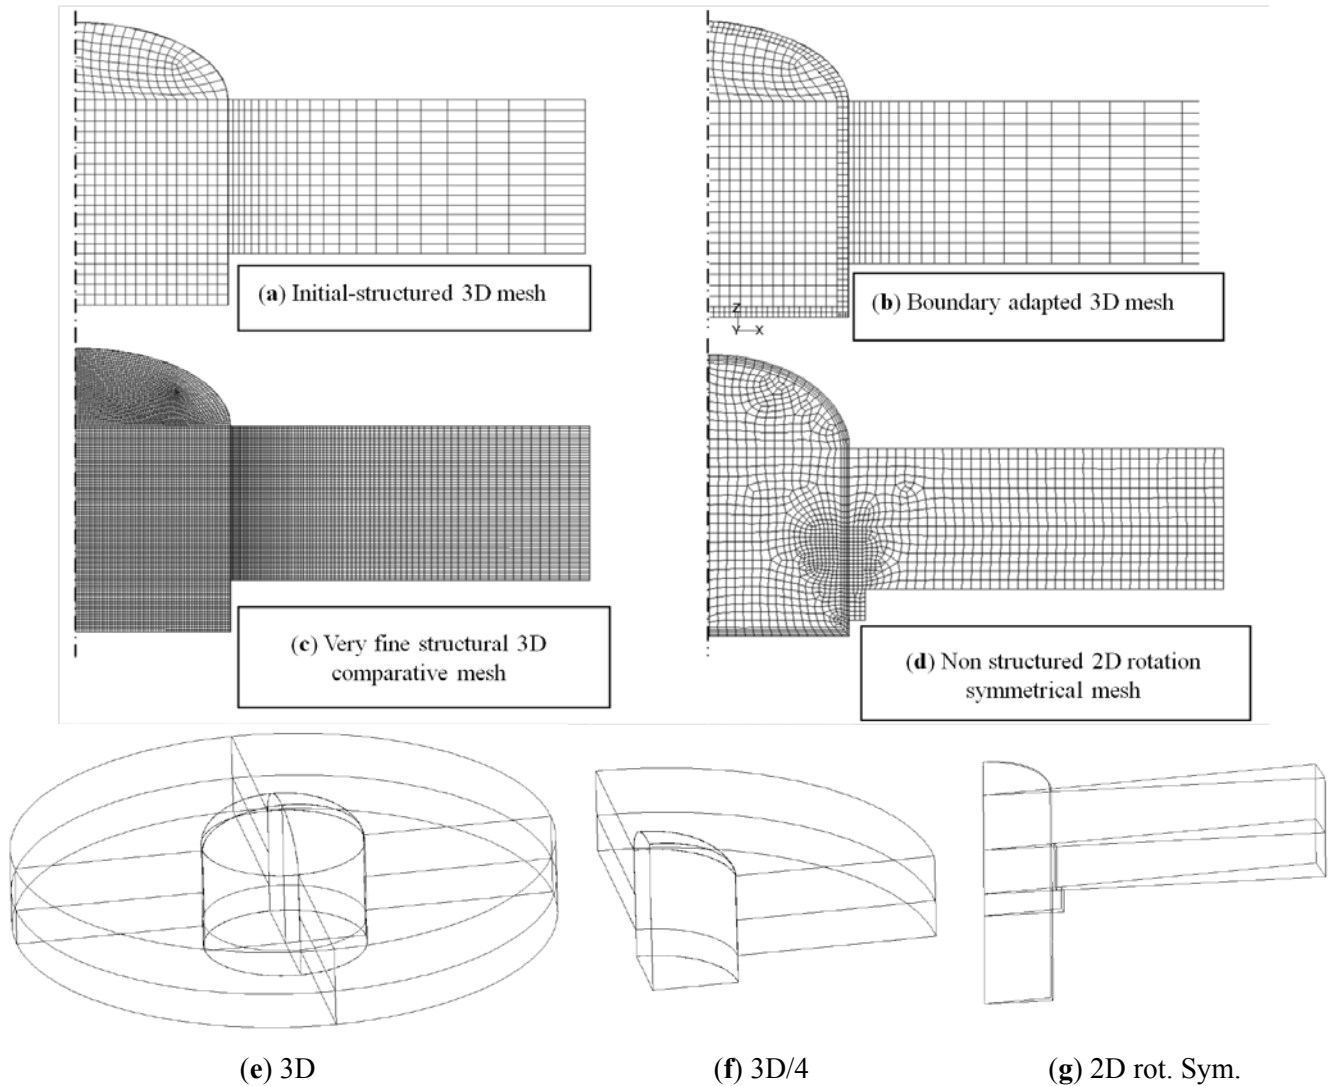 (a) Initial-structured 3D mesh
(b) Boundary adapted 3D mesh
Z
Y X
(c) Very fine structural 3D
comparative mesh
(d) Non structured 2D rotation
symmetrical mesh
(e) 3D
(f) 3D/4
(g) 2D rot. Sym.